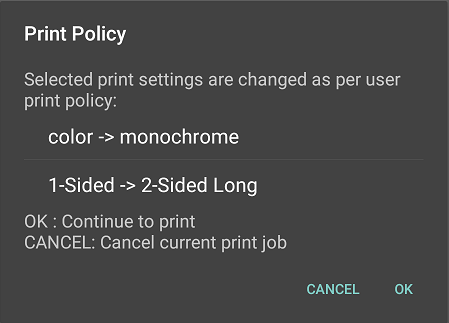 Print Policy
Selected print settings are changed as per user
print policy:
color -> monochrome
1-Sided -> 2-Sided Long
OK : Continue to print
CANCEL: Cancel current print job
CANCEL OK